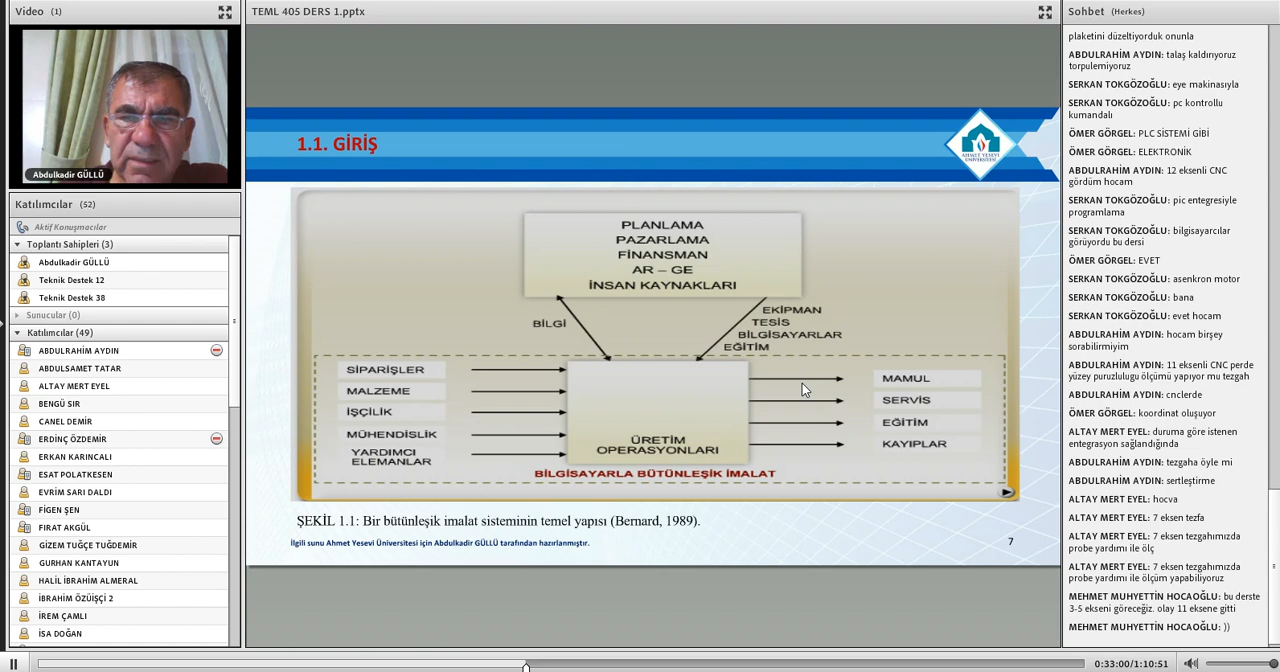 Video (1)
Abdulkadir GÜLLÜ
Katılımcılar (52)
Aktif Konuşmacılar
Toplantı Sahipleri (3)
Abdulkadir GÜLLÜ
Teknik Destek 12
Teknik Destek 38
Sunucular (0)
Katılımcılar (49)
ABDULRAHİM AYDIN
ABDULSAMET TATAR
ALTAY MERT EYEL
BENGÜ SIR
CANEL DEMİR
ERDİNÇ ÖZDEMİR
ERKAN KARINCALI
ESAT POLATKESEN
EVRİM SARI DALDI
FİGEN ŞEN
FIRAT AKGÜL
GİZEM TUĞÇE TUĞDEMİR
GURHAN KANTAYUN
HALİL İBRAHİM ALMERAL
İBRAHİM ÖZÜİŞÇİ 2
İREM ÇAMLI
İSA DOĞAN
TEML 405 DERS 1.pptx
1.1. GİRİŞ
AHMET YESEVİ
ÜNİVERSİTESİ
PLANLAMA
PAZARLAMA
FİNANSMAN
AR – GE
İNSAN KAYNAKLARI
BİLGİ
EKİPMAN
TESİS
BİLGİSAYARLAR
EĞİTİM
SİPARİŞLER
MALZEME
İŞÇİLİK
MÜHENDİSLİK
YARDIMCI
ELEMANLAR
ÜRETİM
OPERASYONLARI
MAMUL
SERVİS
EĞİTİM
KAYIPLAR
BİLGİSAYARLA BÜTÜNLEŞİK İMALAT
ŞEKİL 1.1: Bir bütünleşik imalat sisteminin temel yapısı (Bernard, 1989).
İlgili sunu Ahmet Yesevi Üniversitesi için Abdulkadir GÜLLÜ tarafından hazırlanmıştır.
7
Sohbet (Herkes)
plaketini düzeltiyorduk onunla
ABDULRAHİM AYDIN: talaş kaldırıyoruz
torpulemiyoruz
SERKAN TOKGÖZOĞLU: eye makinasıyla
SERKAN TOKGÖZOĞLU: pc kontrollu
kumandalı
ÖMER GÖRGEL: PLC SİSTEMİ GİBİ
ÖMER GÖRGEL: ELEKTRONİK
ABDULRAHİM AYDIN: 12 eksenli CNC
gördüm hocam
SERKAN TOKGÖZOĞLU: pic entegresiyle
programlama
SERKAN TOKGÖZOĞLU: bilgisayarcılar
görüyordu bu dersi
ÖMER GÖRGEL: EVET
SERKAN TOKGÖZOĞLU: asenkron motor
SERKAN TOKGÖZOĞLU: bana
SERKAN TOKGÖZOĞLU: evet hocam
ABDULRAHİM AYDIN: hocam birşey
sorabilirmiyim
ABDULRAHİM AYDIN: 11 eksenli CNC perde
yüzey puruzlulugu ölçümü yapıyor mu tezgah
ABDULRAHİM AYDIN: cnclerde
ÖMER GÖRGEL: koordinat oluşuyor
ALTAY MERT EYEL: duruma göre istenen
entegrasyon sağlandığında
ABDULRAHİM AYDIN: tezgaha öyle mi
ABDULRAHİM AYDIN: sertleştirme
ALTAY MERT EYEL: hocva
ALTAY MERT EYEL: 7 eksen tezfa
ALTAY MERT EYEL: 7 eksen tezgahımızda
probe yardımı ile ölç
ALTAY MERT EYEL: 7 eksen tezgahımızda
probe yardımı ile ölçüm yapabiliyoruz
MEHMET MUHYETTİN HOCAOĞLU: bu derste
3-5 ekseni göreceğiz. olay 11 eksene gitti
MEHMET MUHYETTİN HOCAOĞLU: ))
0:33:00/1:10:51